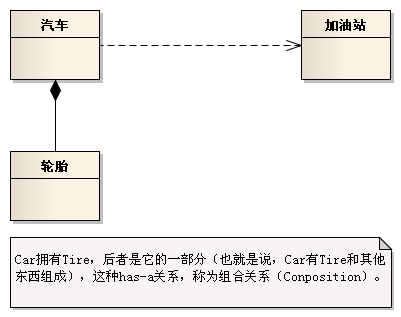 汽车
加油站
轮胎
Car拥有Tire，后者是它的一部分（也就是说，Car有Tire和其他
东西组成），这种has-a关系，称为组合关系（Conposition）。